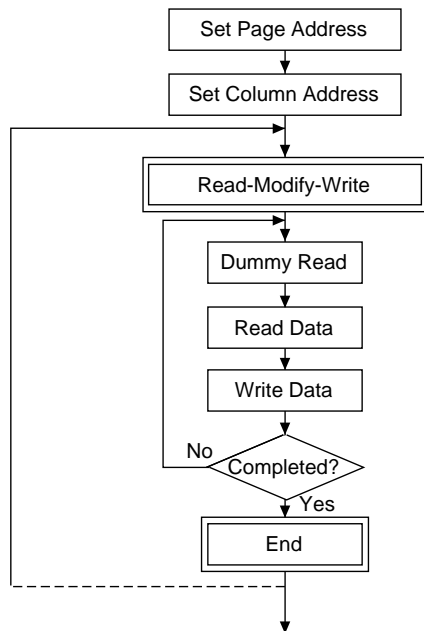 Set Page Address
Set Column Address
Read-Modify-Write
Dummy Read
Read Data
Write Data
No
Completed?
Yes
End